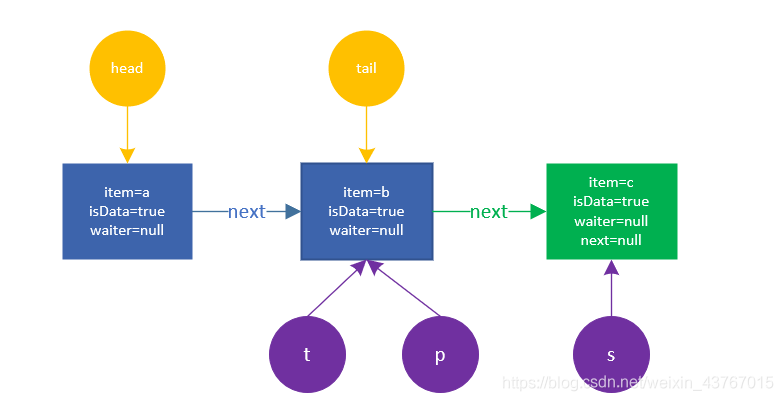 head
tail
item=a
isData=true
waiter=null
next
item=b
isData=true
waiter=null
next
item=c
isData=true
waiter=null
next=null
t
p
s
https://blog.csdn.net/weixin_43767015